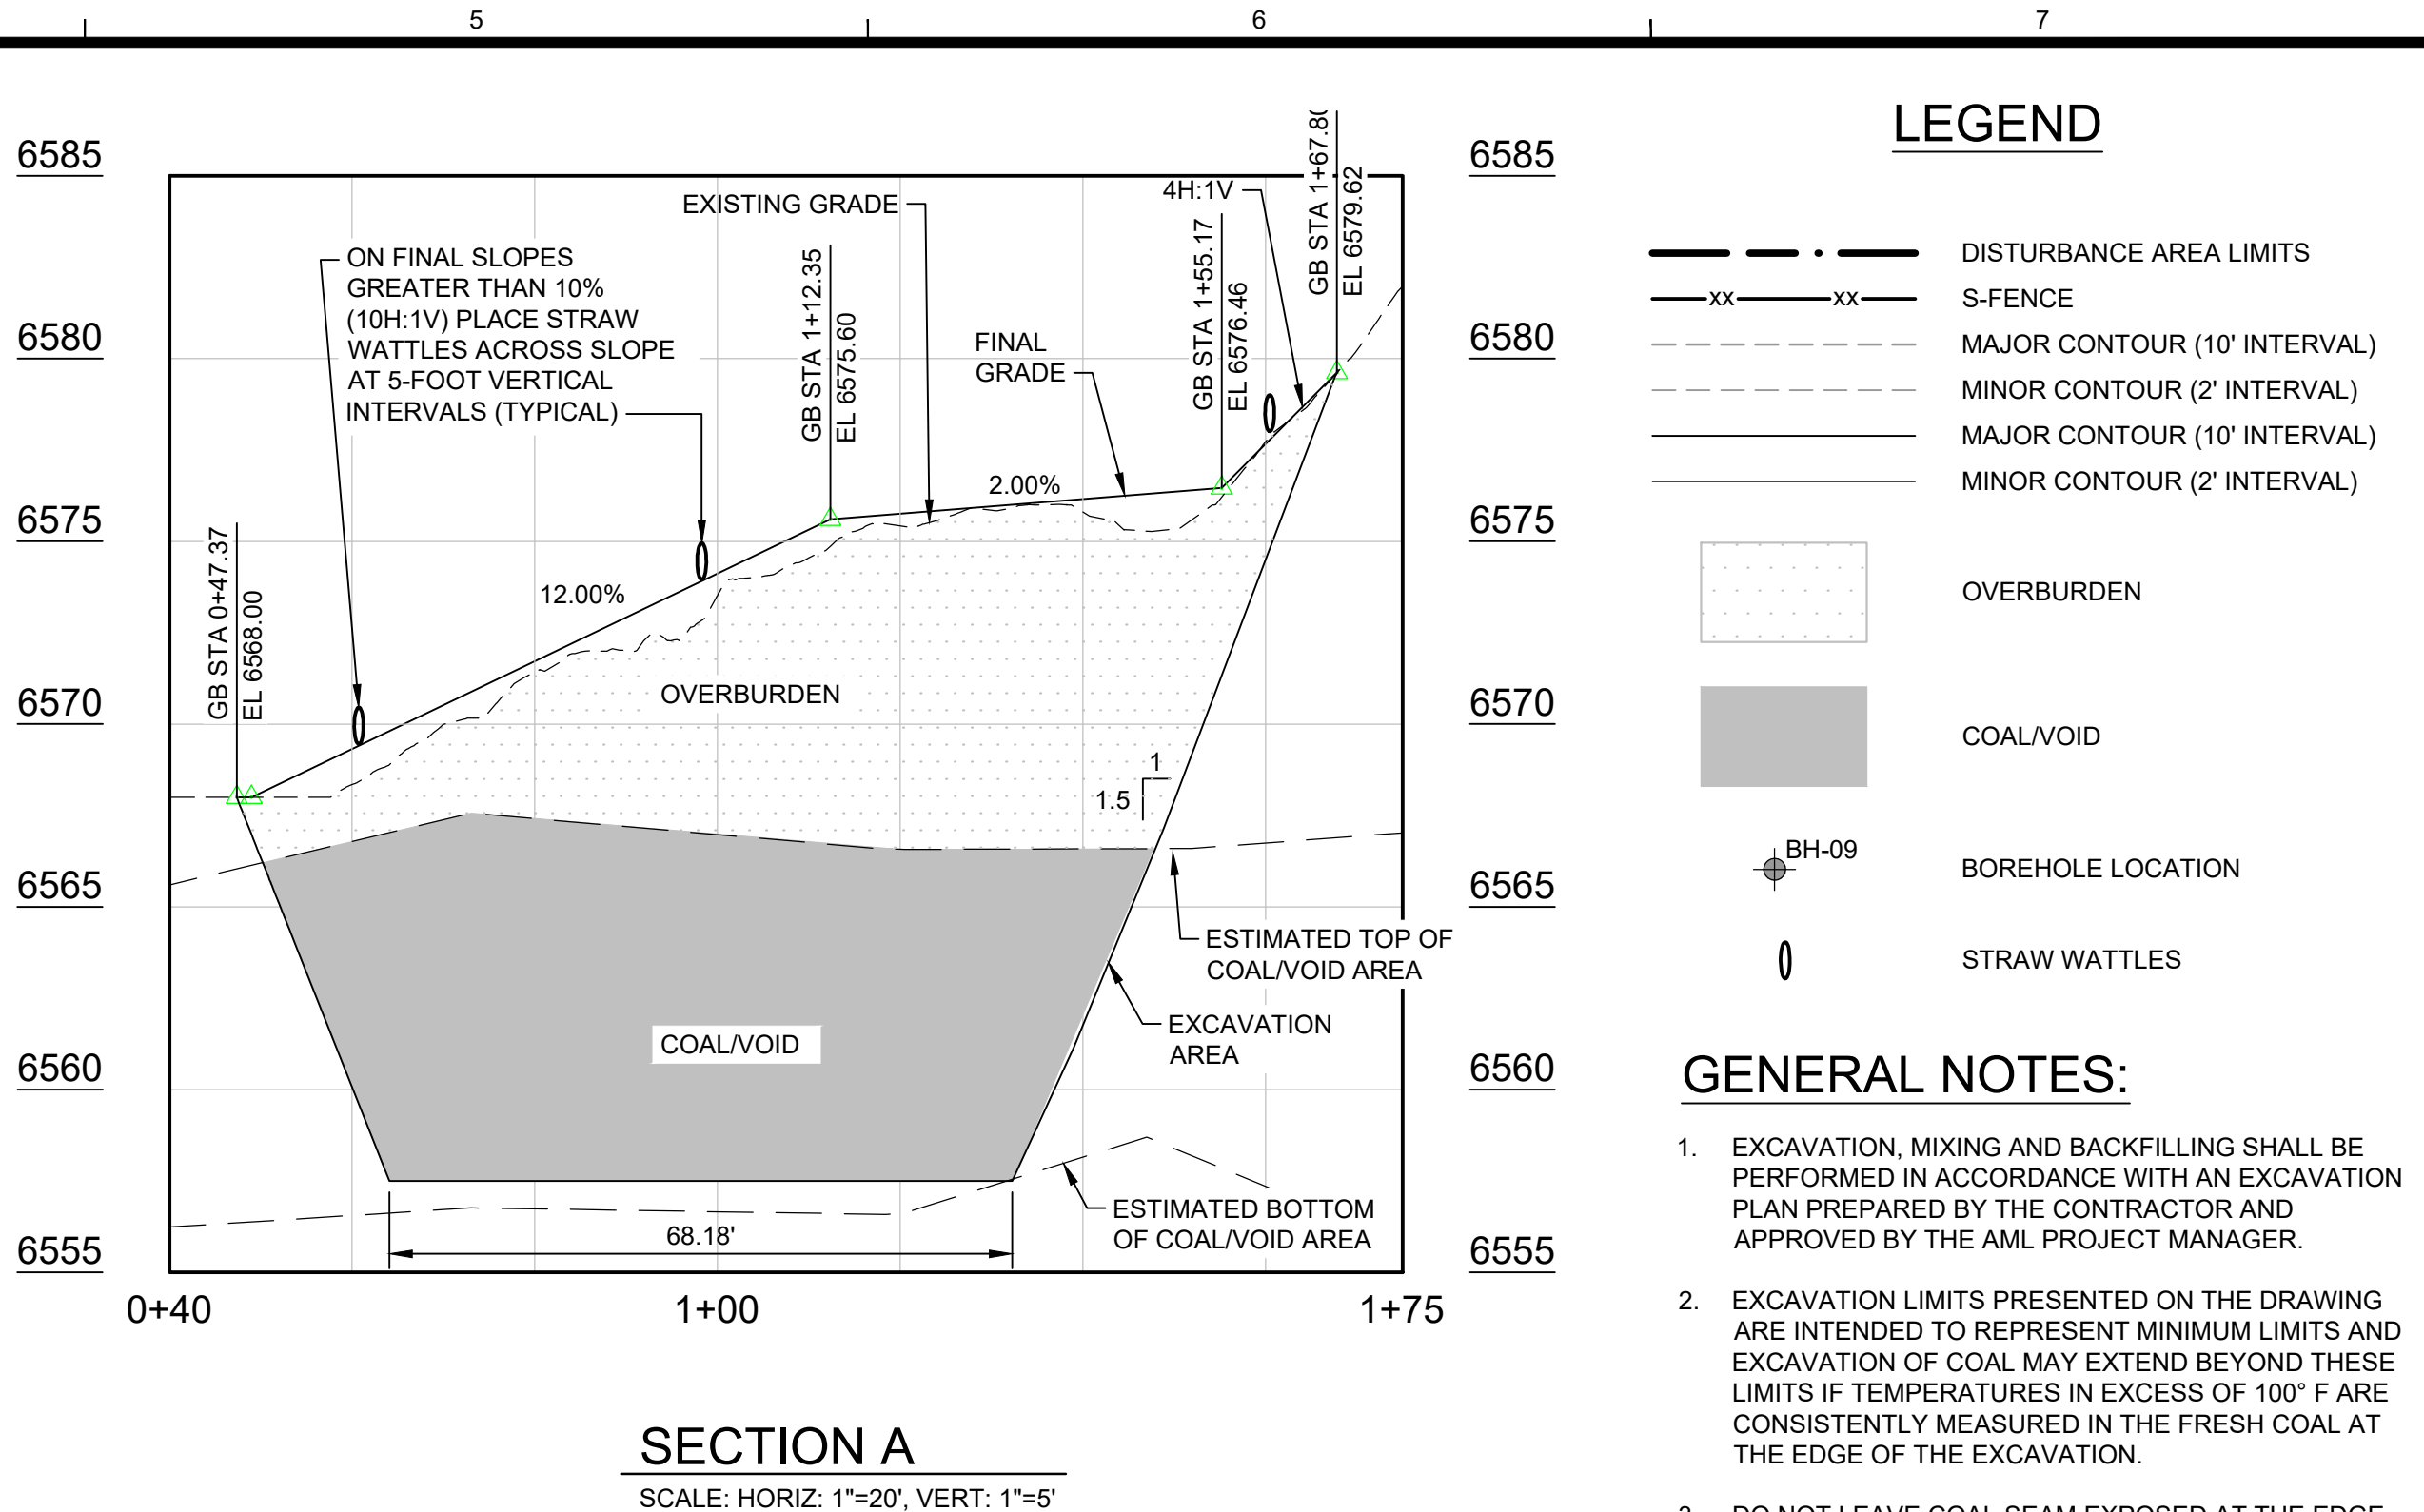 5 6 7
6585
6580
6575
6570
6565
6560
6555
ON FINAL SLOPES
GREATER THAN 10%
(10H:1V) PLACE STRAW
WATTLES ACROSS SLOPE
AT 5-FOOT VERTICAL
INTERVALS (TYPICAL)
EXISTING GRADE
4H:1V
FINAL
GRADE
GB STA 0+47.37
EL 6568.00
GB STA 1+12.35
EL 6575.60
GB STA 1+55.17
EL 6576.46
GB STA 1+67.80
EL 6579.62
12.00%
2.00%
OVERBURDEN
1
1.5
COAL/VOID
ESTIMATED TOP OF
COAL/VOID AREA
EXCAVATION
AREA
ESTIMATED BOTTOM
OF COAL/VOID AREA
68.18'
6585
6580
6575
6570
6565
6560
6555
0+40 1+00 1+75
SECTION A
SCALE: HORIZ: 1"=20', VERT: 1"=5'
LEGEND
DISTURBANCE AREA LIMITS
XX XX S-FENCE
MAJOR CONTOUR (10' INTERVAL)
MINOR CONTOUR (2' INTERVAL)
MAJOR CONTOUR (10' INTERVAL)
MINOR CONTOUR (2' INTERVAL)
OVERBURDEN
COAL/VOID
BH-09
BOREHOLE LOCATION
STRAW WATTLES
GENERAL NOTES:
1. EXCAVATION, MIXING AND BACKFILLING SHALL BE
PERFORMED IN ACCORDANCE WITH AN EXCAVATION
PLAN PREPARED BY THE CONTRACTOR AND
APPROVED BY THE AML PROJECT MANAGER.
2. EXCAVATION LIMITS PRESENTED ON THE DRAWING
ARE INTENDED TO REPRESENT MINIMUM LIMITS AND
EXCAVATION OF COAL MAY EXTEND BEYOND THESE
LIMITS IF TEMPERATURES IN EXCESS OF 100° F ARE
CONSISTENTLY MEASURED IN THE FRESH COAL AT
THE EDGE OF THE EXCAVATION.
3. DO NOT LEAVE COAL SEAM EXPOSED AT THE EDGE